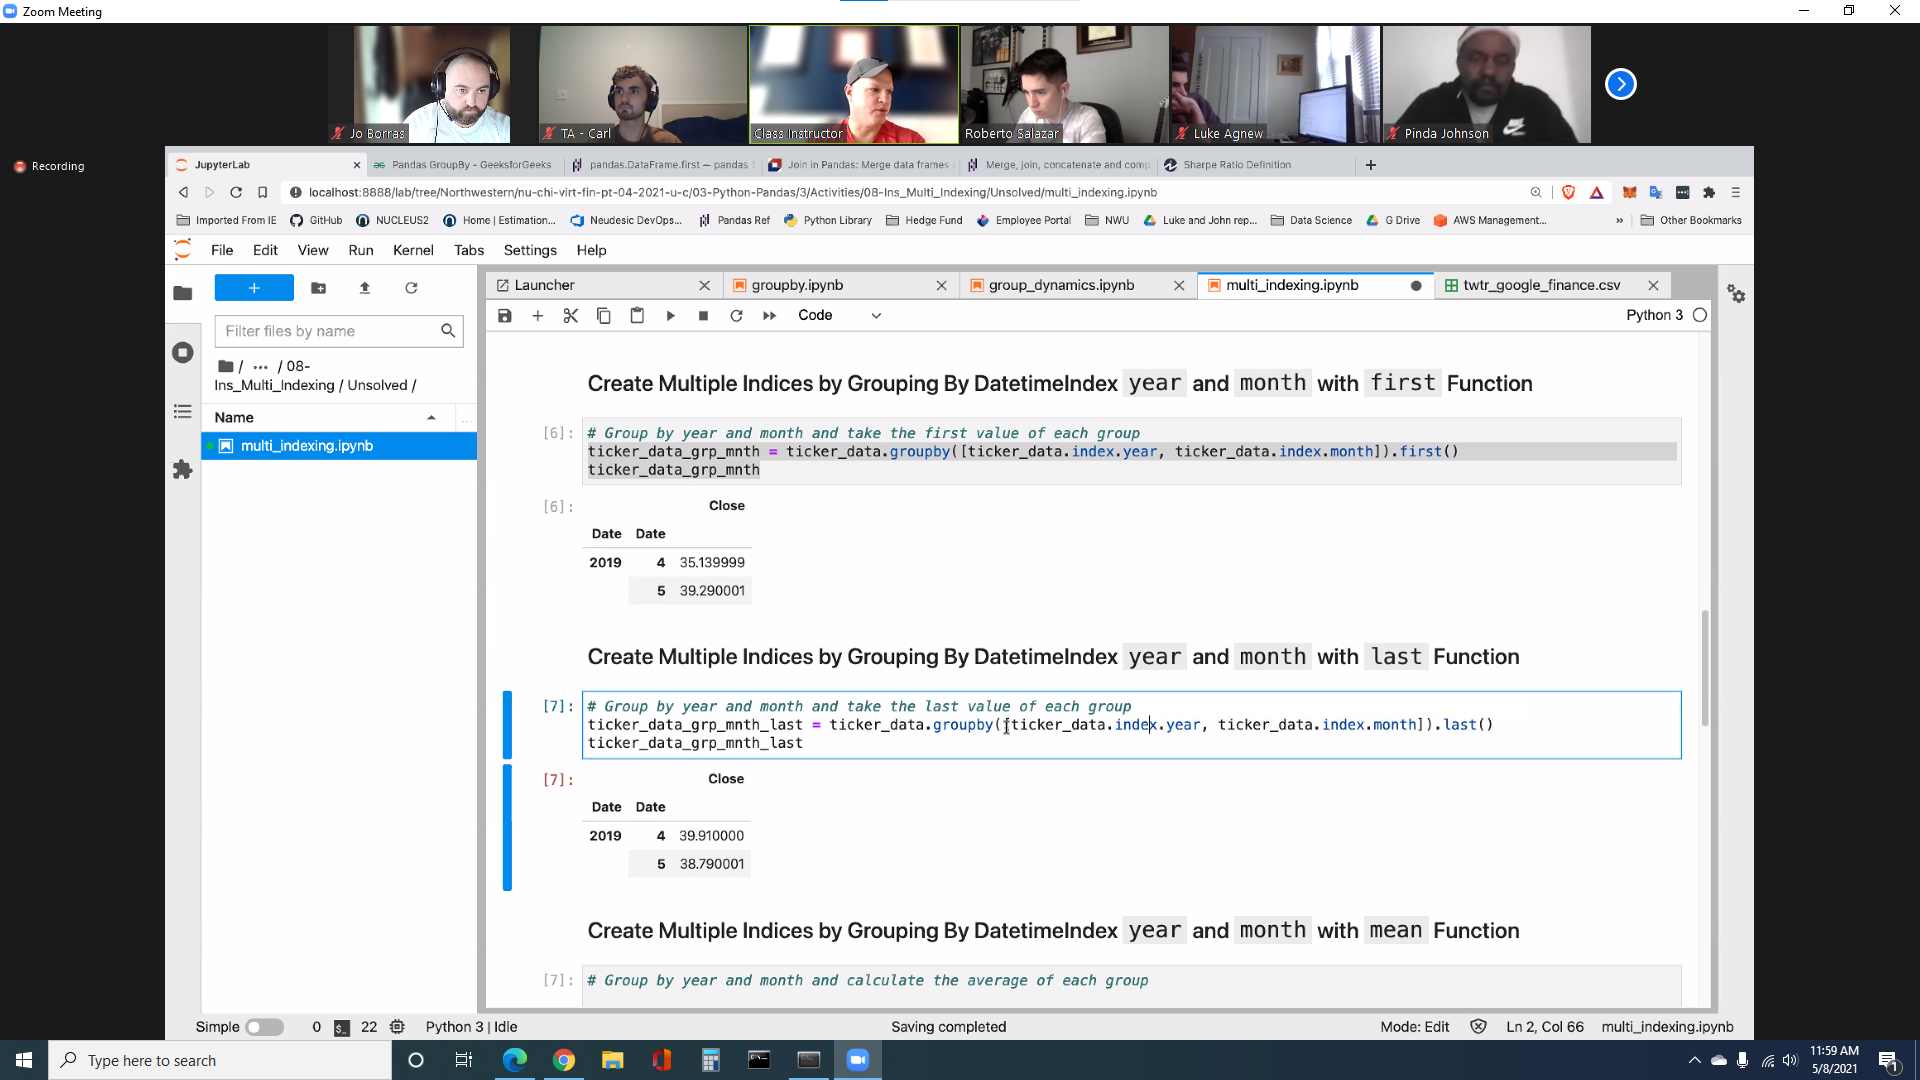 Zoom Meeting
Jo Borras
TA - Carl
Class Instructor
Roberto Salazar
Luke Agnew
Pinda Johnson
Recording
JupyterLab
Pandas GroupBy - GeeksforGeeks
pandas.DataFrame.first — pandas
Join in Pandas: Merge data frames
Merge, join, concatenate and comp
Sharpe Ratio Definition
localhost:8888/lab/tree/Northwestern/nu-chi-virt-fin-pt-04-2021-u-c/03-Python-Pandas/3/Activities/08-Ins_Multi_Indexing/Unsolved/multi_indexing.ipynb
Imported From IE
GitHub
NUCLEUS2
Home | Estimation...
Neudesic DevOps...
Pandas Ref
Python Library
Hedge Fund
Employee Portal
NWU
Luke and John rep...
Data Science
G Drive
AWS Management...
»
Other Bookmarks
File Edit View Run Kernel Tabs Settings Help
Launcher
groupby.ipynb
group_dynamics.ipynb
multi_indexing.ipynb
twtr_google_finance.csv
Code
Python 3
Filter files by name
/ ... / 08-
Ins_Multi_Indexing / Unsolved /
Name
multi_indexing.ipynb
Create Multiple Indices by Grouping By DatetimeIndex year and month with first Function
[6]: # Group by year and month and take the first value of each group
ticker_data_grp_mnth = ticker_data.groupby([ticker_data.index.year, ticker_data.index.month]).first()
ticker_data_grp_mnth
[6]: Close
Date Date
2019 4 35.139999
5 39.290001
Create Multiple Indices by Grouping By DatetimeIndex year and month with last Function
[7]: # Group by year and month and take the last value of each group
ticker_data_grp_mnth_last = ticker_data.groupby([ticker_data.index.year, ticker_data.index.month]).last()
ticker_data_grp_mnth_last
[7]: Close
Date Date
2019 4 39.910000
5 38.790001
Create Multiple Indices by Grouping By DatetimeIndex year and month with mean Function
[7]: # Group by year and month and calculate the average of each group
Simple 0 22 Python 3 | Idle Saving completed Mode: Edit Ln 2, Col 66 multi_indexing.ipynb
Type here to search
11:59 AM
5/8/2021
1